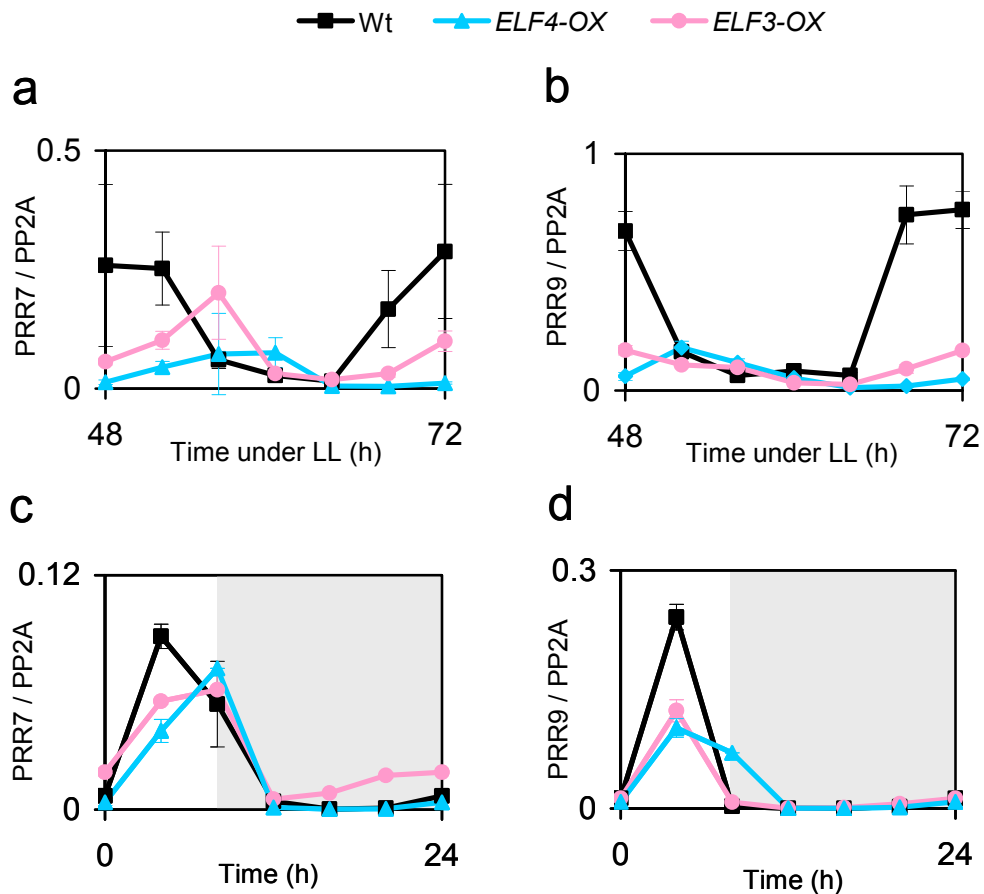 Wt ELF4-OX ELF3-OX
a
b
0.5
PRR7 / PP2A
0
48
72
Time under LL (h)
1
PRR9 / PP2A
0
48
72
Time under LL (h)
c
d
0.12
PRR7 / PP2A
0
0
24
Time (h)
0.3
PRR9 / PP2A
0
0
24
Time (h)